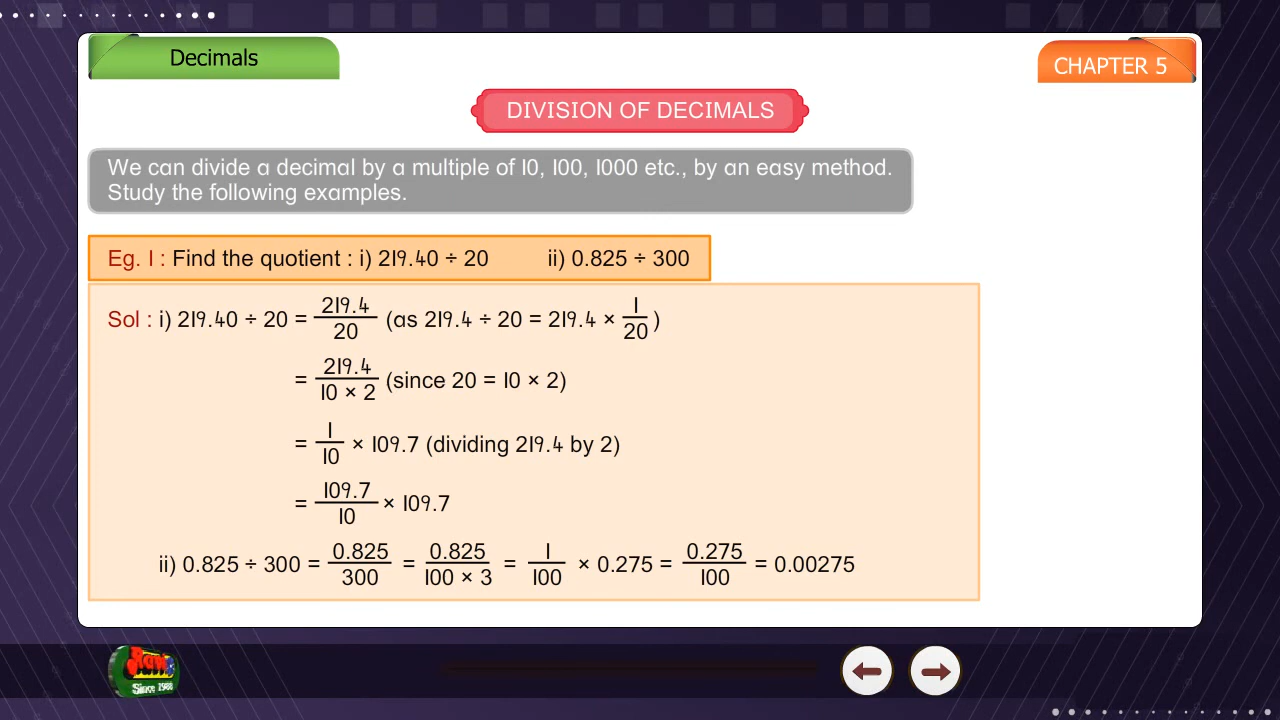 Decimals
CHAPTER 5
DIVISION OF DECIMALS
We can divide a decimal by a multiple of 10, 100, 1000 etc., by an easy method.
Study the following examples.
Eg. 1 : Find the quotient : i) 219.40 ÷ 20 ii) 0.825 ÷ 300
Sol : i) 219.40 ÷ 20 = 219.4/20 (as 219.4 ÷ 20 = 219.4 × 1/20)
= 219.4/(10 × 2) (since 20 = 10 × 2)
= 1/10 × 109.7 (dividing 219.4 by 2)
= 109.7/10 × 109.7
ii) 0.825 ÷ 300 = 0.825/300 = 0.825/(100 × 3) = 1/100 × 0.275 = 0.275/100 = 0.00275
Since 1986